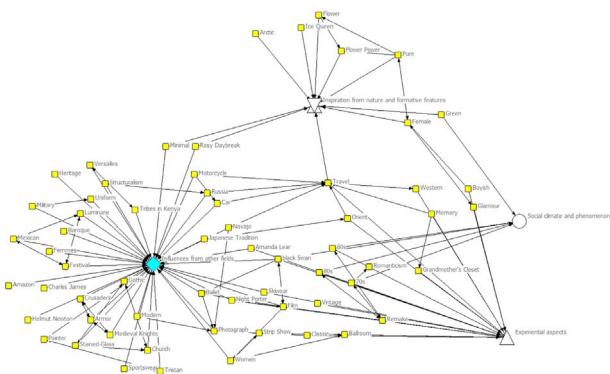 Flower
Ice Queen
Arctic
Flower Power
Pure
Inspiration from nature and formative features
Green
Female
Minimal
Rosy Daybreak
Versailles
Heritage
Motorcycle
Structuralism
Travel
Western
Boyish
Russia
Uniform
Car
Military
Luminare
Tribes in Kenya
Memory
Glamour
Orient
Social climate and phenomenon
Baroque
Navajo
Mexican
Japanese Tradition
Femmes
Amanda Lear
60s
Festival
Influences from other fields
Black Swan
80s
Romanticism
Grandmother's Closet
Gothic
70s
Amazon
Charles James
Ballet
Skyscar
Crusaders
Night Porter
Vintage
Film
Helmut Newton
Armor
Modern
Remake
Painter
Medieval Knights
Photograph
Strip Show
Classic
Ballroom
Experiential aspects
Stained-Glass
Church
Women
Sportswear
Tristan